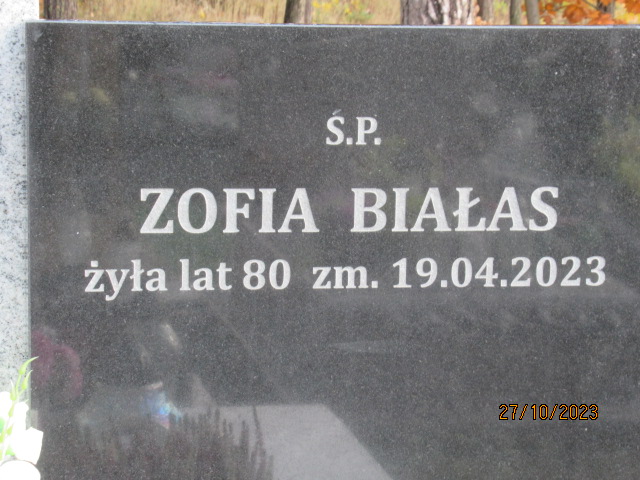 Ś.P.
ZOFIA BIAŁAS
żyła lat 80 zm. 19.04.2023
27/10/2023